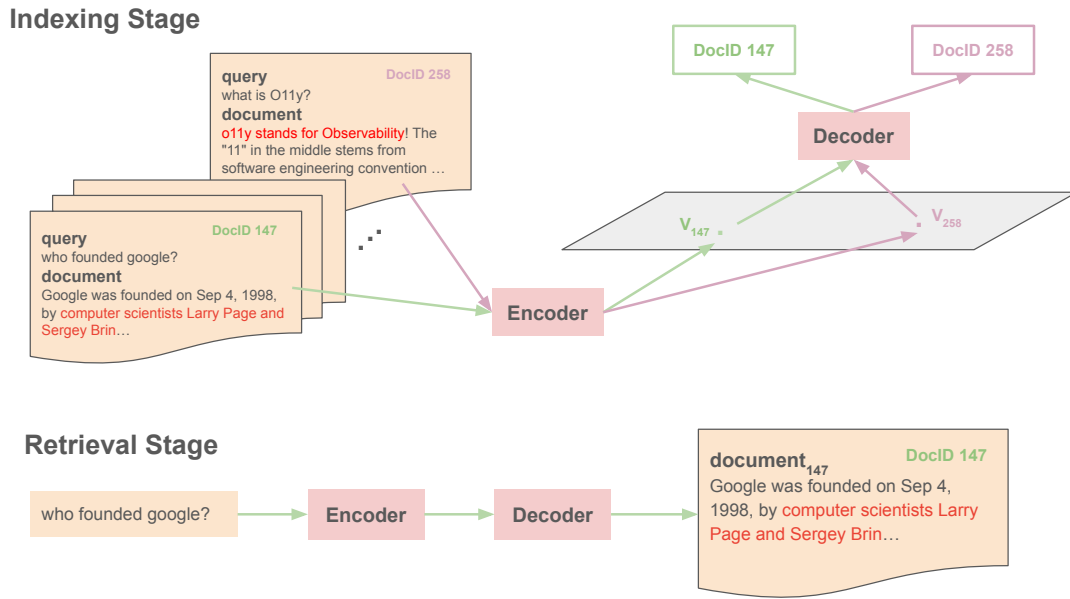 Indexing Stage
DocID 258
query
what is O11y?
document
o11y stands for Observability! The
"11" in the middle stems from
software engineering convention …
DocID 147
query
who founded google?
document
Google was founded on Sep 4, 1998,
by computer scientists Larry Page and
Sergey Brin…
Encoder
V147
V258
Decoder
DocID 147
DocID 258
Retrieval Stage
who founded google?
Encoder
Decoder
document147
DocID 147
Google was founded on Sep 4,
1998, by computer scientists Larry
Page and Sergey Brin…